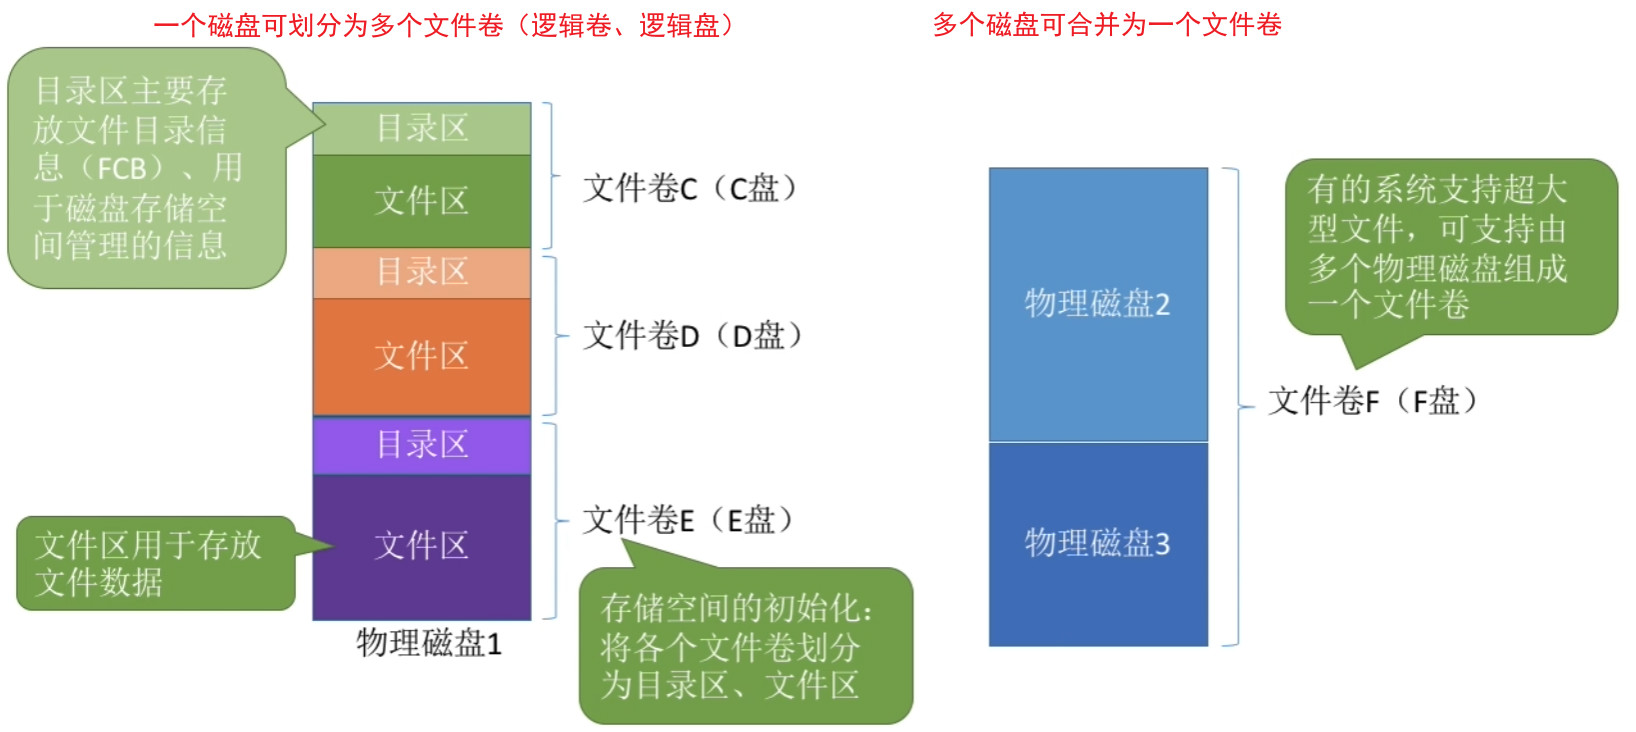 一个磁盘可划分为多个文件卷（逻辑卷、逻辑盘）
多个磁盘可合并为一个文件卷
目录区主要存
放文件目录信
息（FCB）、用
于磁盘存储空
间管理的信息
目录区
文件区
文件卷C（C盘）
目录区
文件区
文件卷D（D盘）
目录区
文件区
文件卷E（E盘）
文件区用于存放
文件数据
物理磁盘1
存储空间的初始化：
将各个文件卷划分
为目录区、文件区
物理磁盘2
物理磁盘3
有的系统支持超大
型文件，可支持由
多个物理磁盘组成
一个文件卷
文件卷F（F盘）